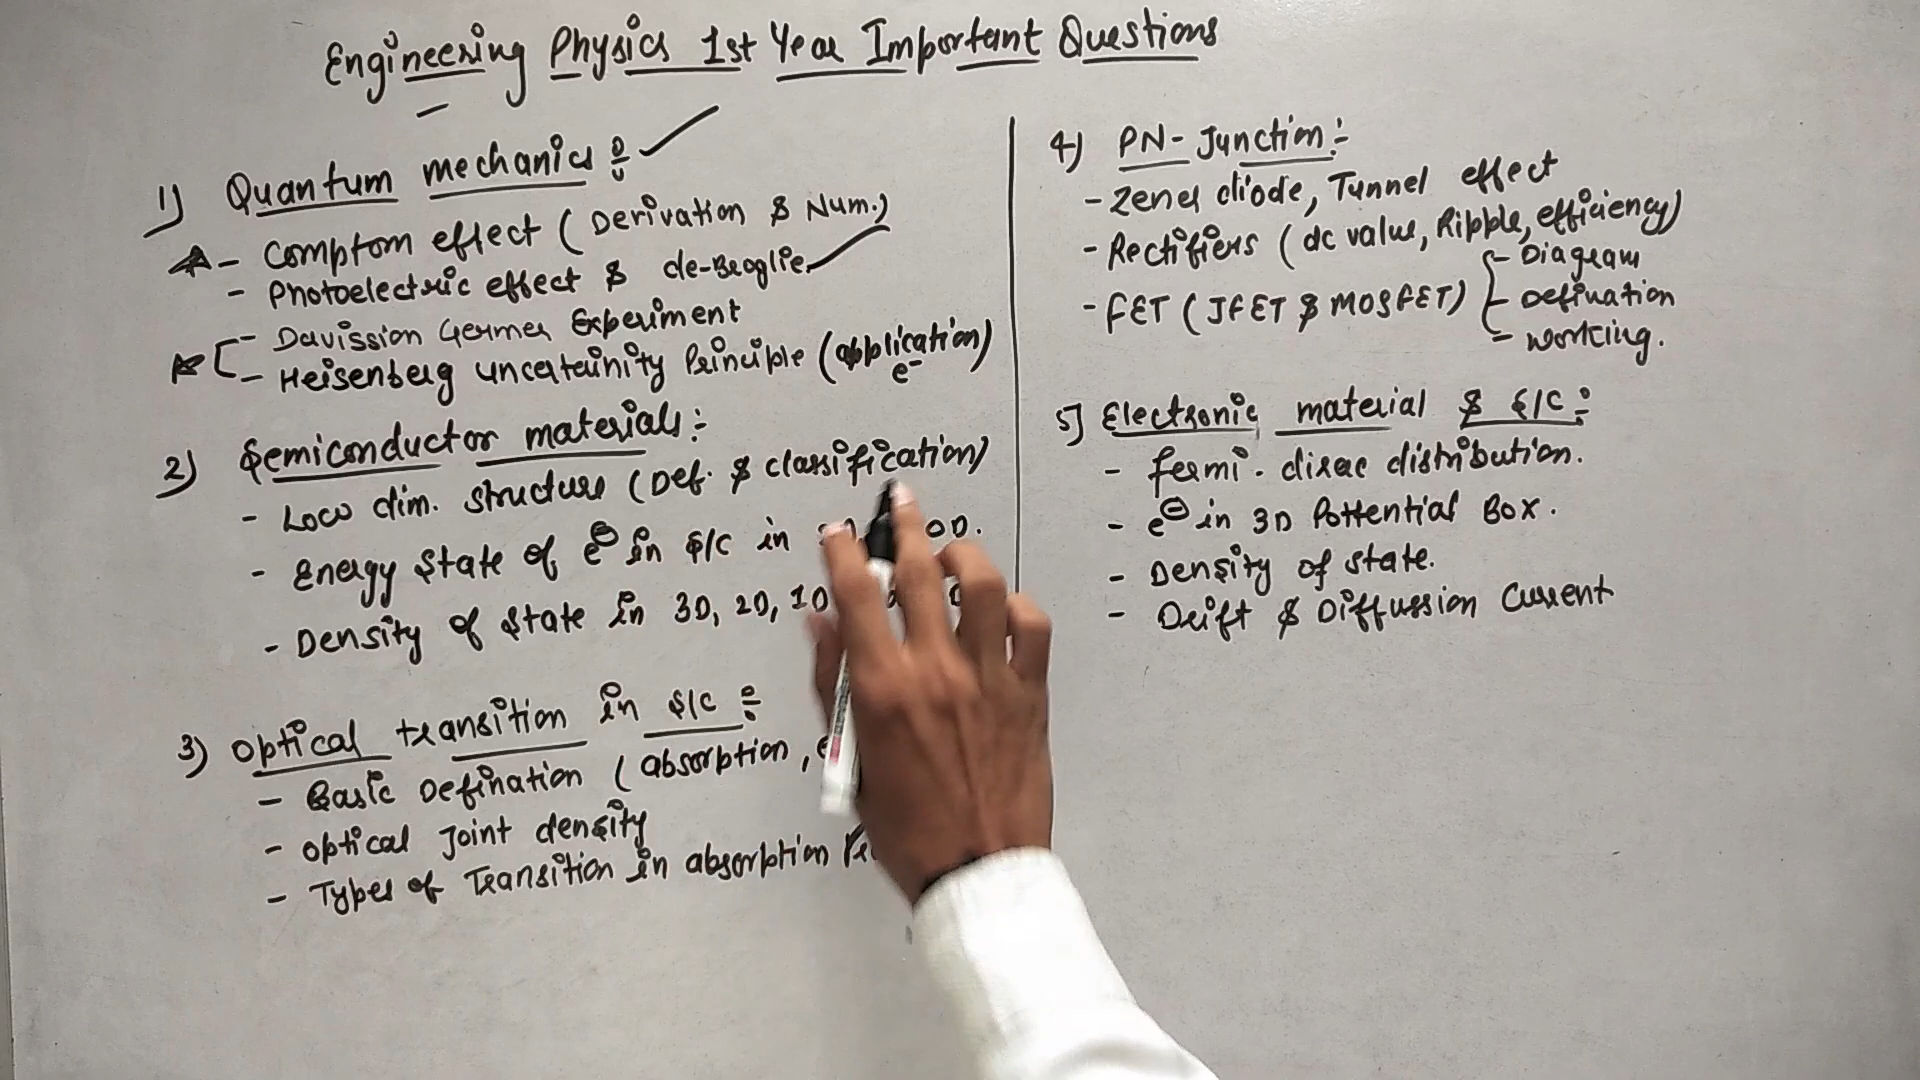 Engineering Physics 1st Year Important Questions
1) Quantum mechanics :
- Comptom effect ( Derivation & Num.)
- Photoelectric effect & de-Broglie
- Davission Germer Experiment
- Heisenberg uncertainity Principle (application)
e-
2) Semiconductor materials :-
- Low dim. structure (Def. & classification)
- Energy state of e⊖ in S/C in 0D.
- Density of state in 3D, 2D, 1D
3) Optical transition in S/C :
- Basic Defination ( absorption ,
- optical Joint density
- Types of Transition in absorption
4) PN - Junction :-
- Zener diode, Tunnel effect
- Rectifiers ( dc value, Ripple, efficiency)
- FET ( JFET & MOSFET)
- Diagram
- Defination
- working.
5] Electronic material & S/C :
- fermi - dirac distribution.
- e⊖ in 3D Pottential Box.
- Density of state.
- Drift & Diffussion Current